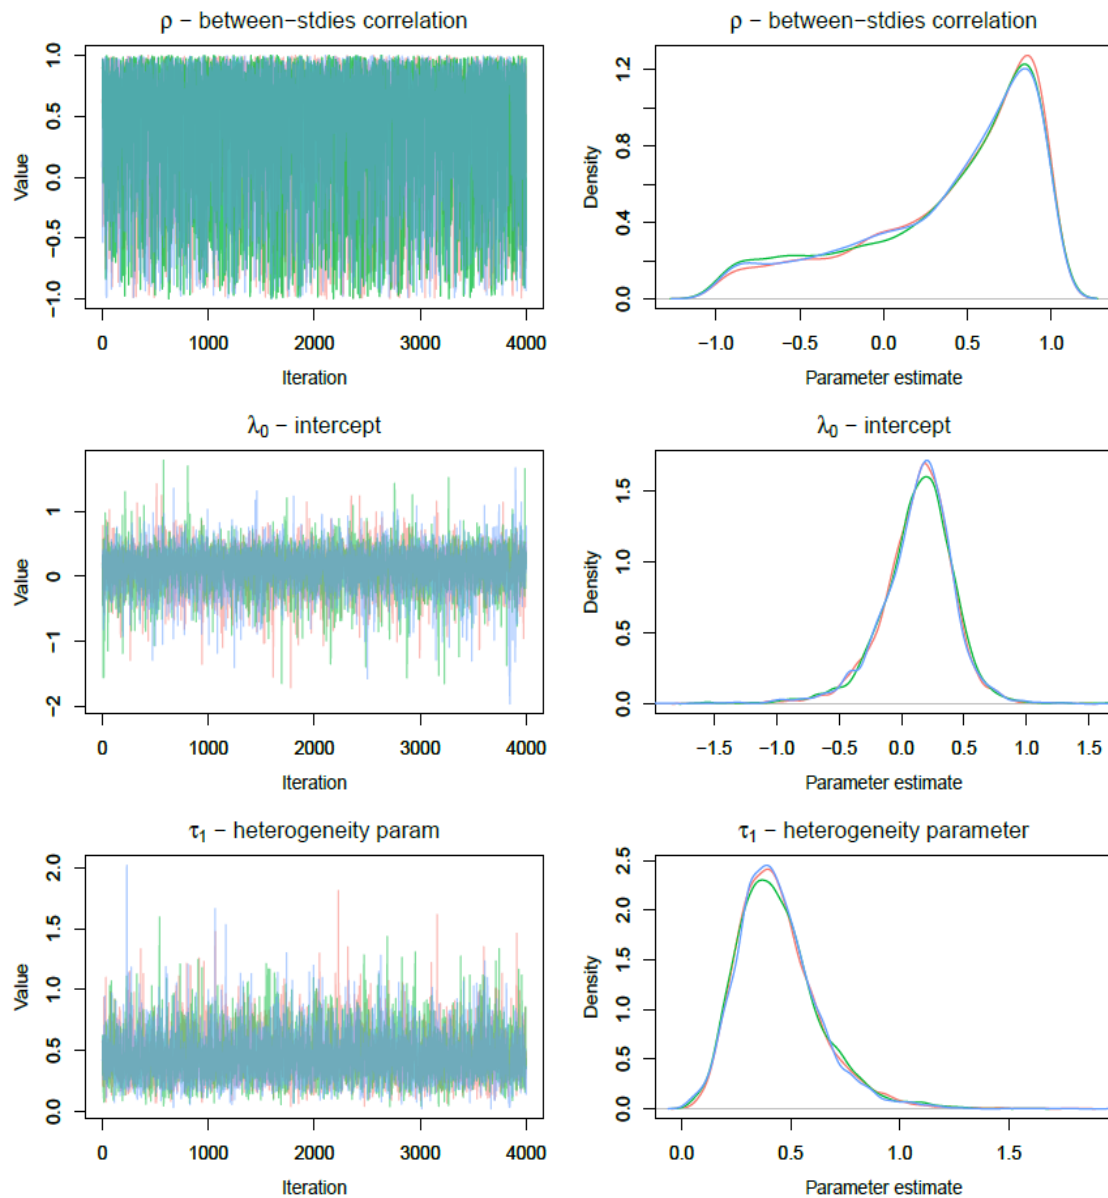 ρ − between−stdies correlation
Value
1.0
0.5
0.0
−0.5
−1.0
0 1000 2000 3000 4000
Iteration
ρ − between−stdies correlation
Density
1.2
0.8
0.4
0.0
−1.0 −0.5 0.0 0.5 1.0
Parameter estimate
λ0 − intercept
Value
1
0
−1
−2
0 1000 2000 3000 4000
Iteration
λ0 − intercept
Density
1.5
1.0
0.5
0.0
−1.5 −1.0 −0.5 0.0 0.5 1.0 1.5
Parameter estimate
τ1 − heterogeneity param
Value
2.0
1.5
1.0
0.5
0.0
0 1000 2000 3000 4000
Iteration
τ1 − heterogeneity parameter
Density
2.5
2.0
1.5
1.0
0.5
0.0
0.0 0.5 1.0 1.5
Parameter estimate